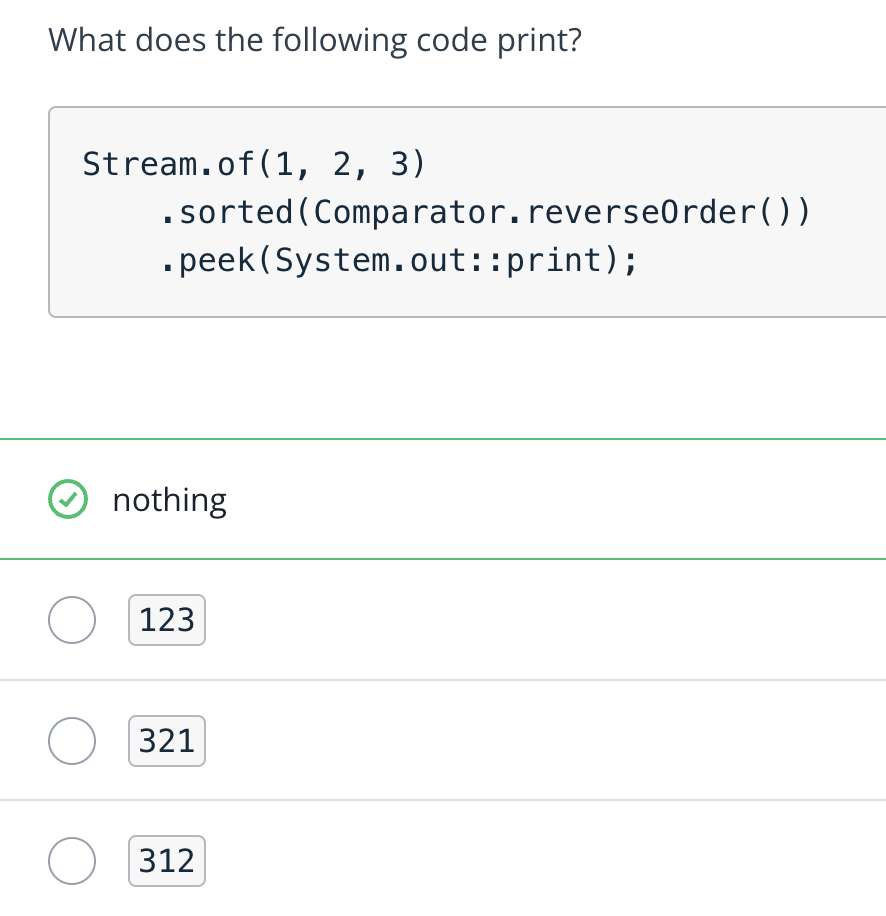 What does the following code print?
Stream.of(1, 2, 3)
.sorted(Comparator.reverseOrder())
.peek(System.out::print);
nothing
123
321
312